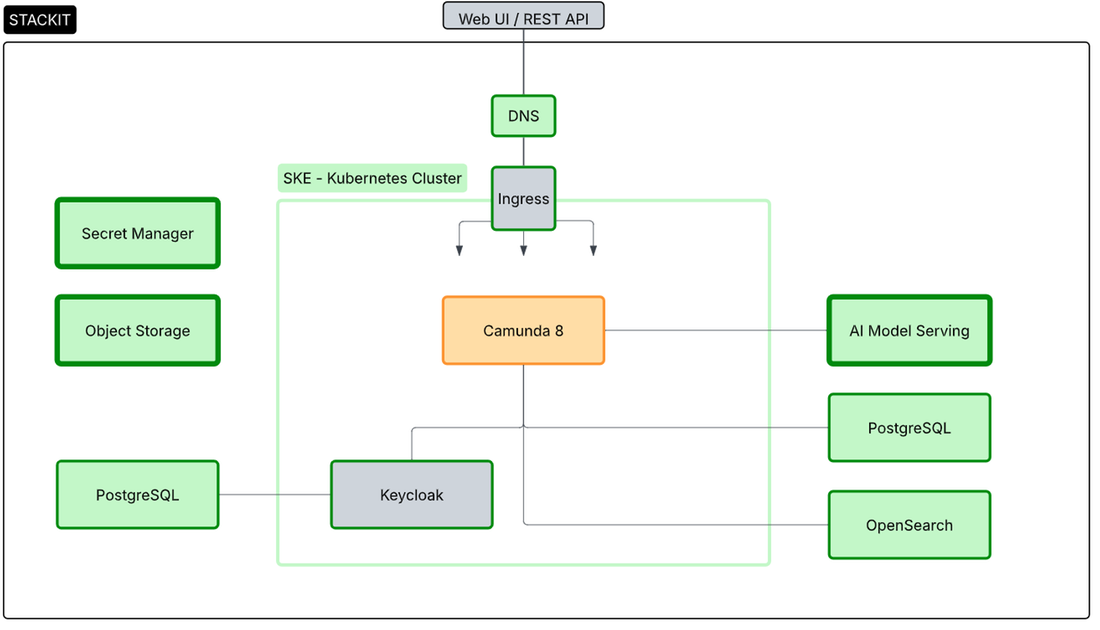 STACKIT
Web UI / REST API
DNS
SKE - Kubernetes Cluster
Ingress
Secret Manager
Object Storage
Camunda 8
AI Model Serving
PostgreSQL
PostgreSQL
Keycloak
OpenSearch